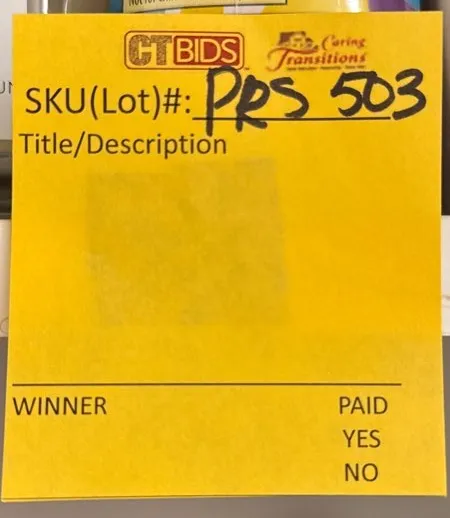 CTBIDS
Caring
Transitions
SKU(Lot)#: PRS 503
Title/Description
WINNER PAID
YES
NO